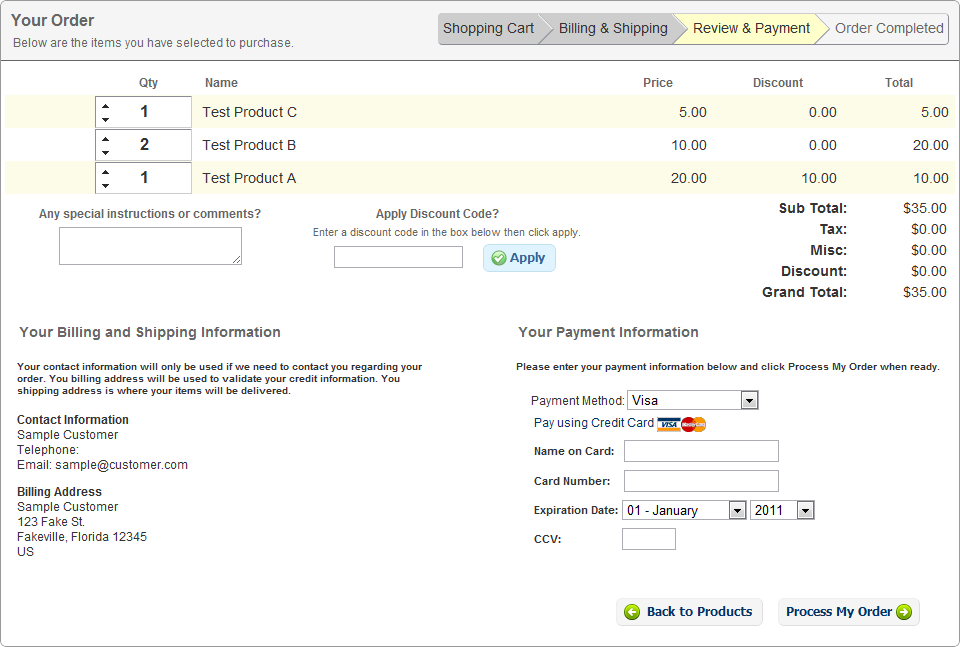 Your Order
Below are the items you have selected to purchase.
Shopping Cart Billing & Shipping Review & Payment Order Completed
Qty Name Price Discount Total
1 Test Product C 5.00 0.00 5.00
2 Test Product B 10.00 0.00 20.00
1 Test Product A 20.00 10.00 10.00
Any special instructions or comments?
Apply Discount Code?
Enter a discount code in the box below then click apply.
Apply
Sub Total: $35.00
Tax: $0.00
Misc: $0.00
Discount: $0.00
Grand Total: $35.00
Your Billing and Shipping Information
Your contact information will only be used if we need to contact you regarding your
order. You billing address will be used to validate your credit information. You
shipping address is where your items will be delivered.
Contact Information
Sample Customer
Telephone:
Email: sample@customer.com
Billing Address
Sample Customer
123 Fake St.
Fakeville, Florida 12345
US
Your Payment Information
Please enter your payment information below and click Process My Order when ready.
Payment Method: Visa
Pay using Credit Card VISA MasterCard
Name on Card:
Card Number:
Expiration Date: 01 - January 2011
CCV:
Back to Products Process My Order